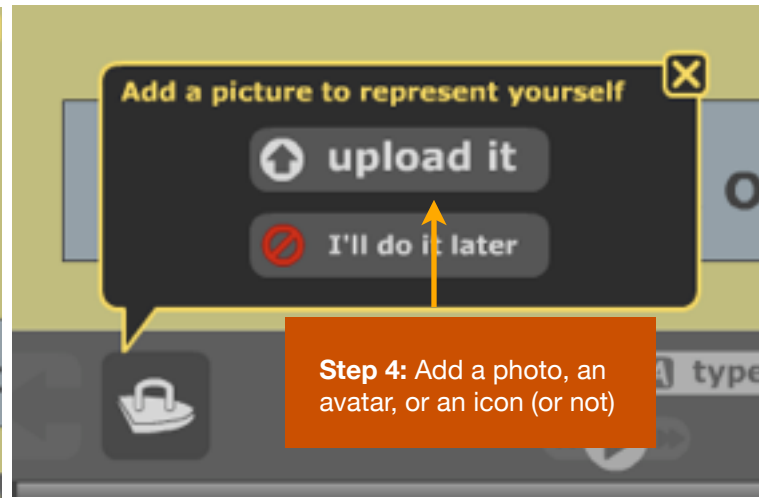 Add a picture to represent yourself
upload it
I'll do it later
Step 4: Add a photo, an
avatar, or an icon (or not)
A type